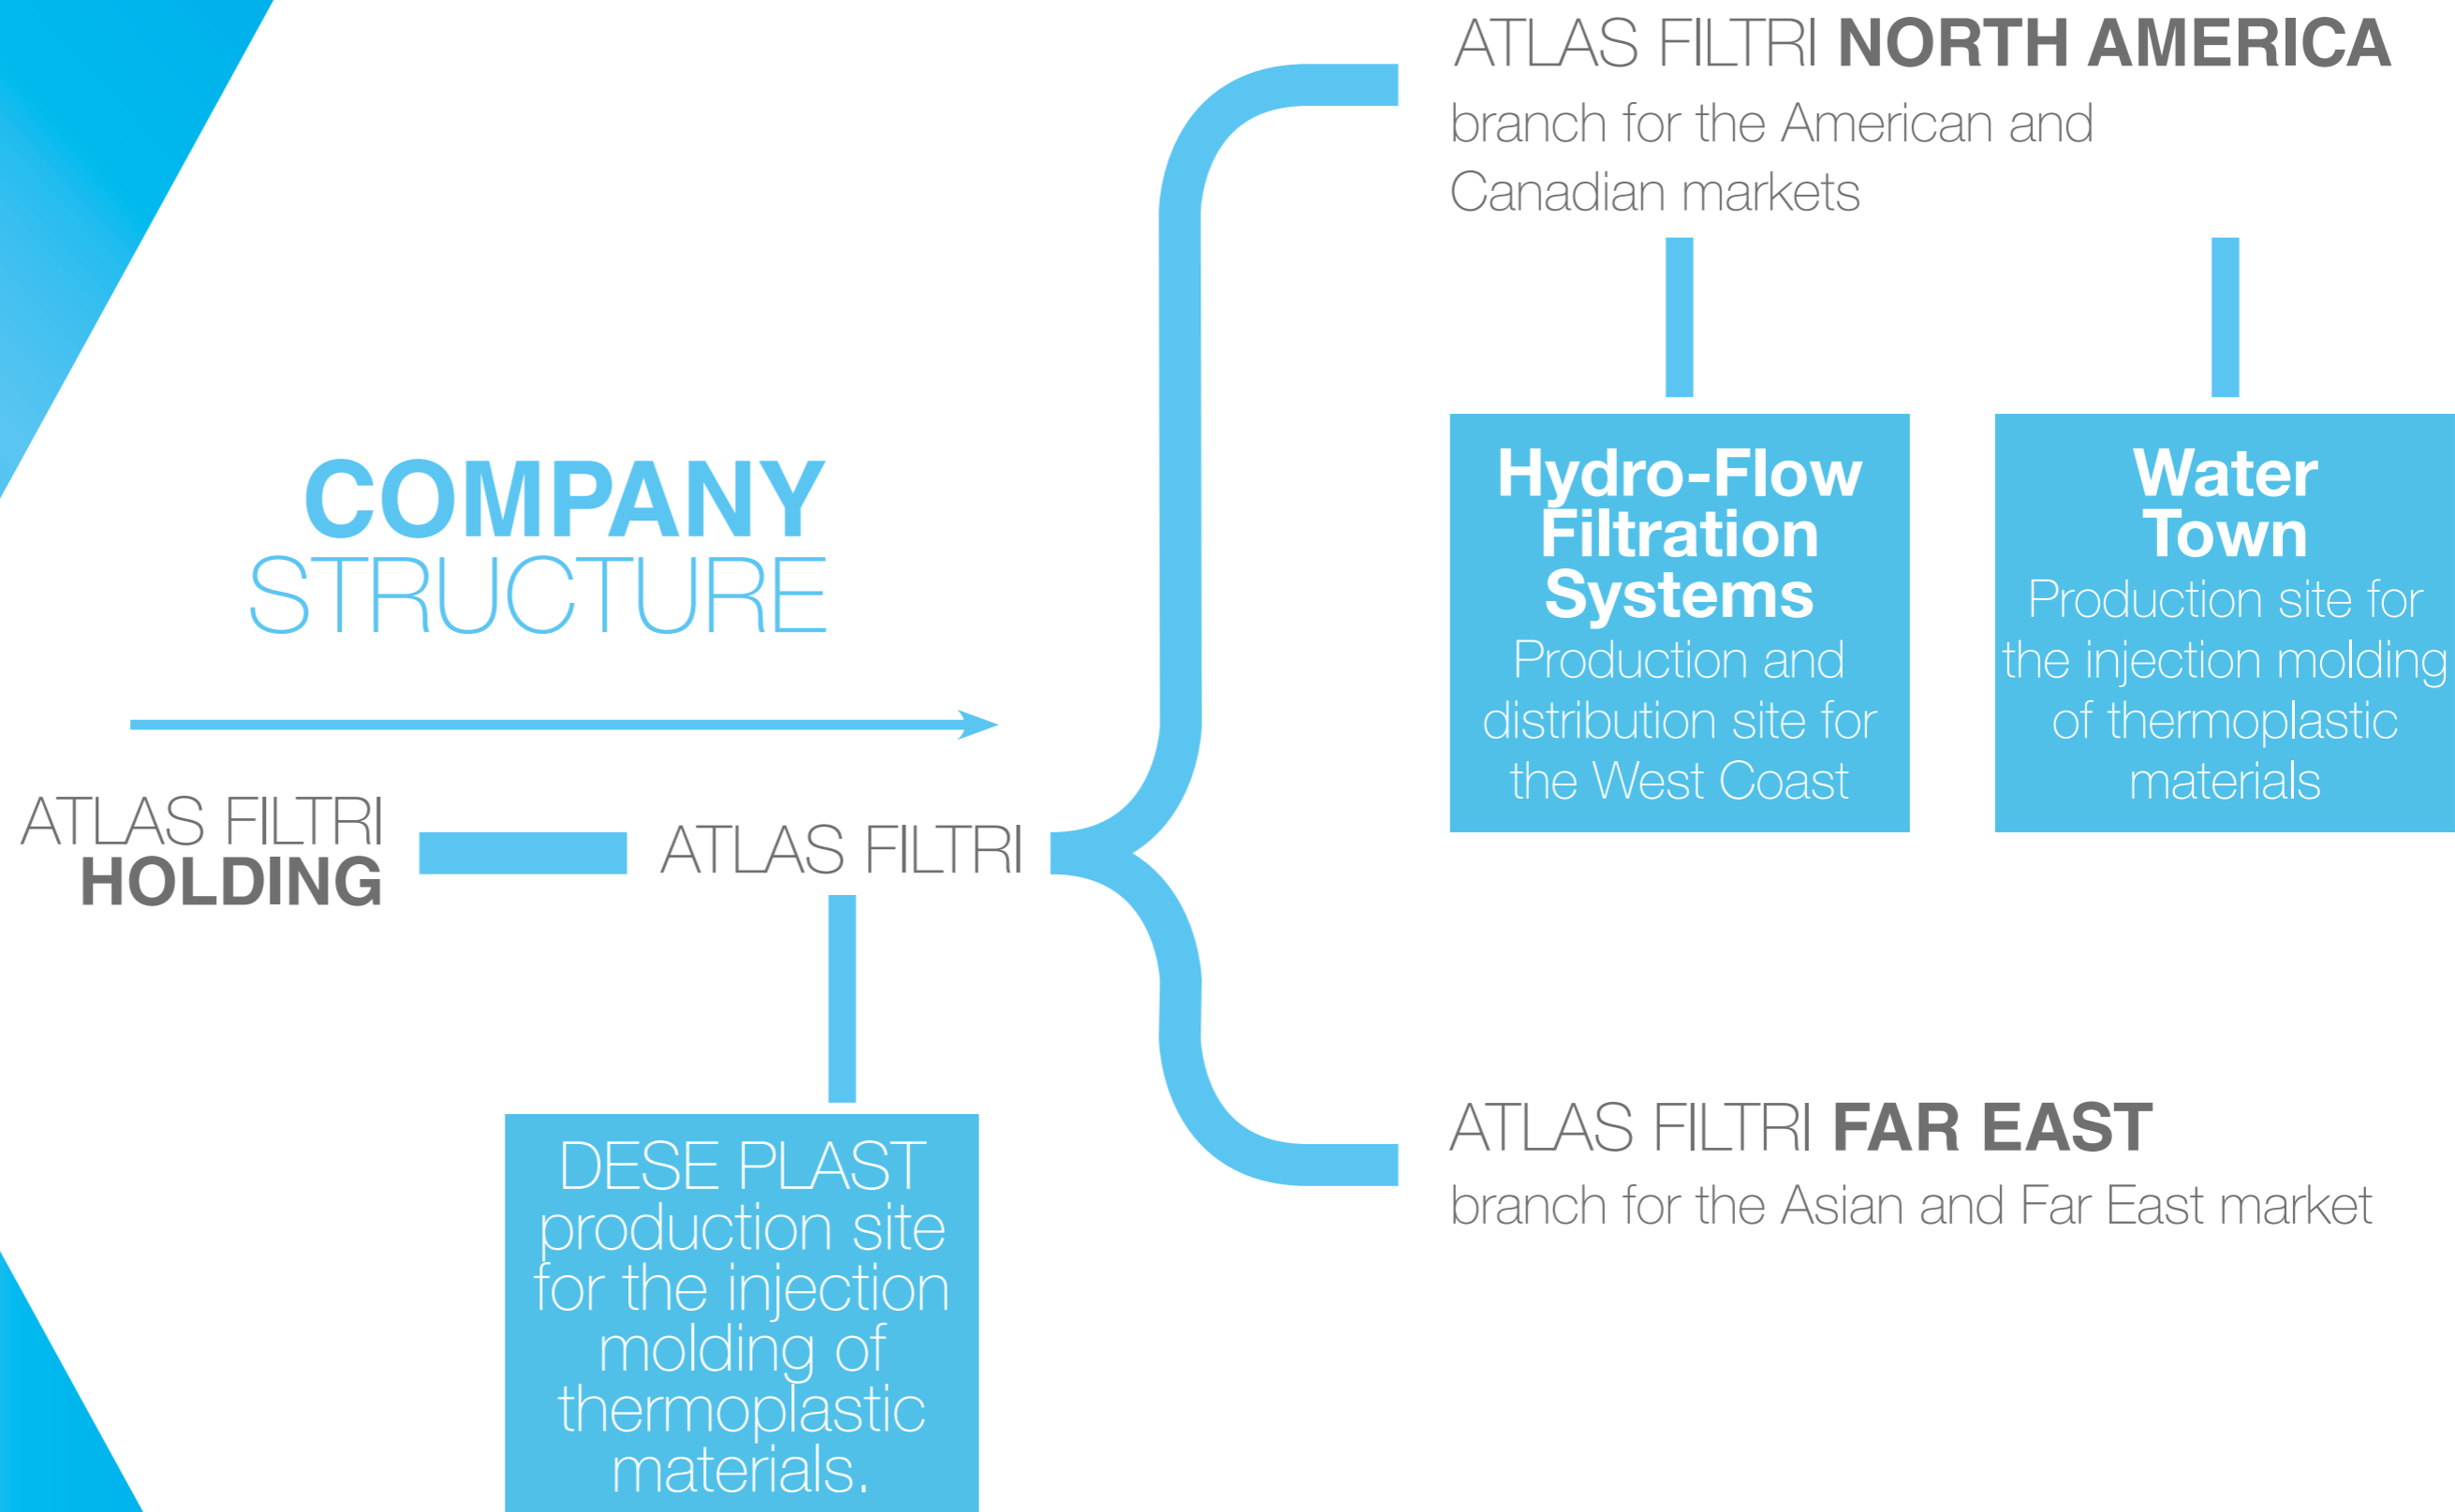 COMPANY
STRUCTURE
ATLAS FILTRI
HOLDING
ATLAS FILTRI
DESE PLAST
production site
for the injection
molding of
thermoplastic
materials.
ATLAS FILTRI NORTH AMERICA
branch for the American and
Canadian markets
Hydro-Flow
Filtration
Systems
Production and
distribution site for
the West Coast
Water
Town
Production site for
the injection molding
of thermoplastic
materials
ATLAS FILTRI FAR EAST
branch for the Asian and Far East market